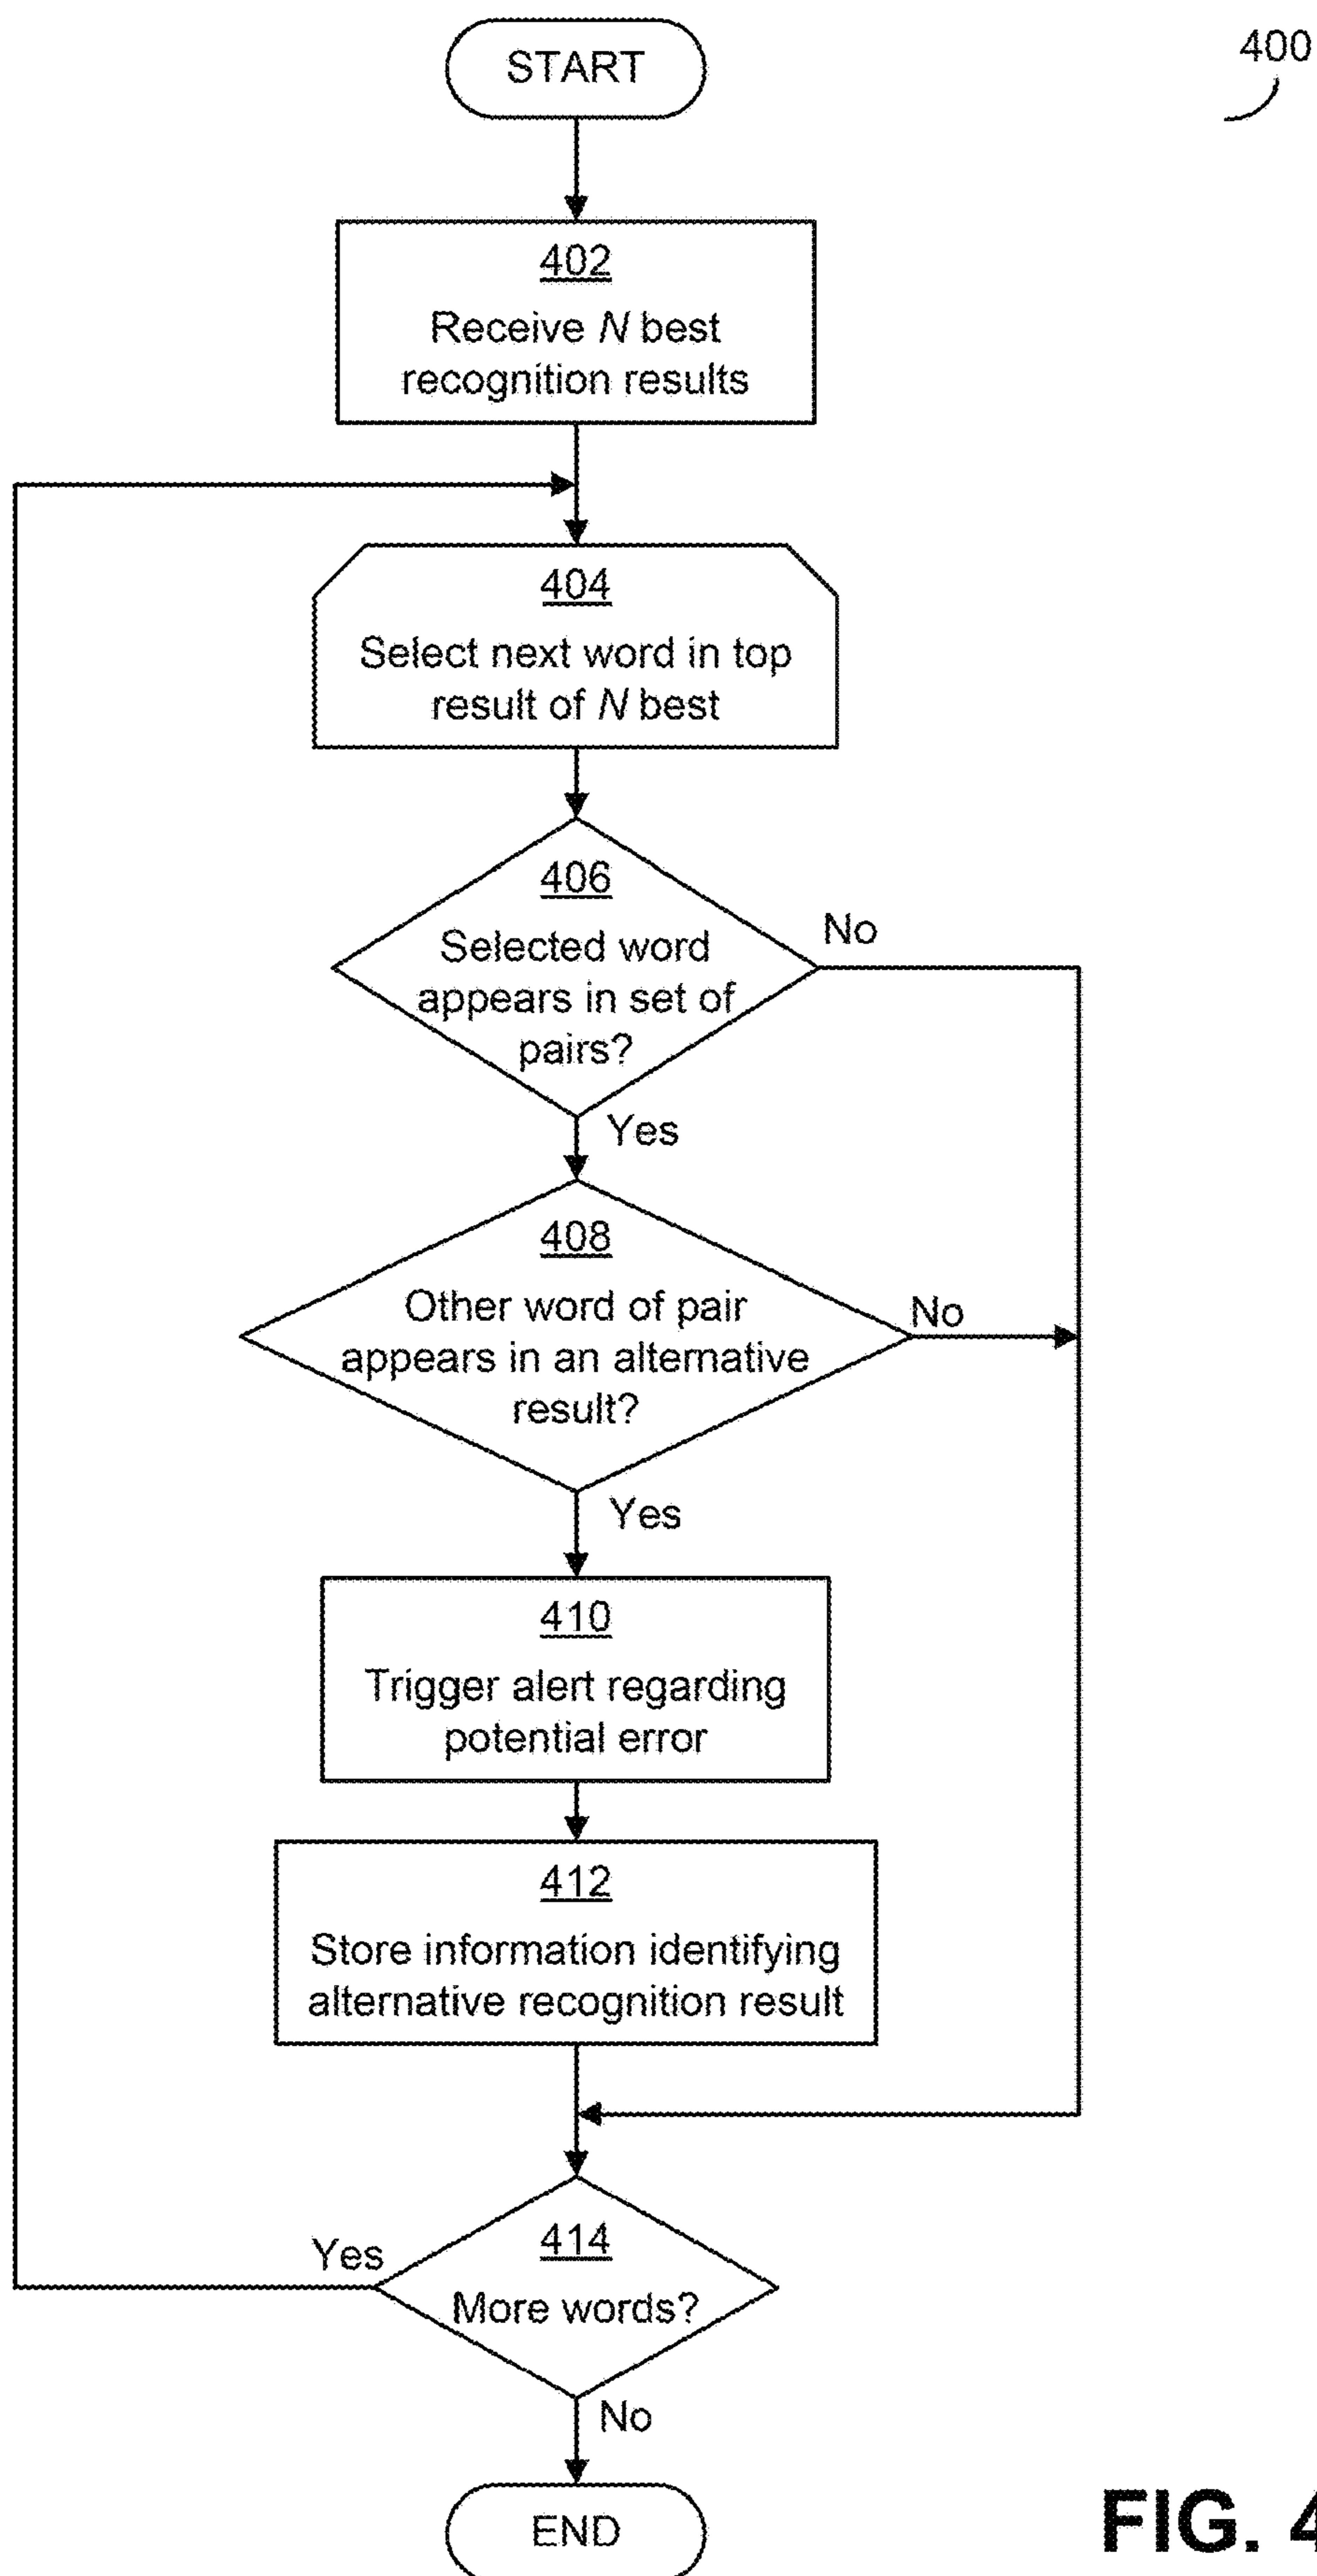 START
400
402
Receive N best
recognition results
404
Select next word in top
result of N best
406
Selected word
appears in set of
pairs?
No
Yes
408
Other word of pair
appears in an alternative
result?
No
Yes
410
Trigger alert regarding
potential error
412
Store information identifying
alternative recognition result
414
More words?
Yes
No
END
FIG. 4